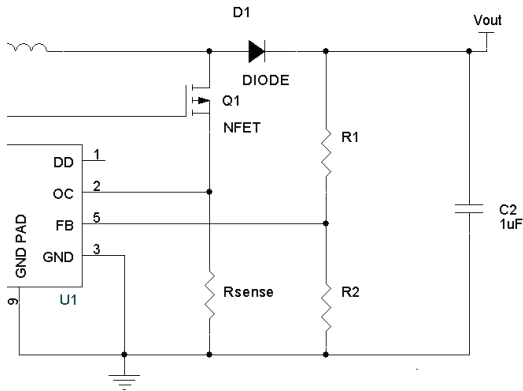 D1
Vout
DIODE
Q1
NFET
R1
DD 1
OC 2
C2
1uF
FB 5
GND 3
GND PAD
Rsense
R2
9
U1